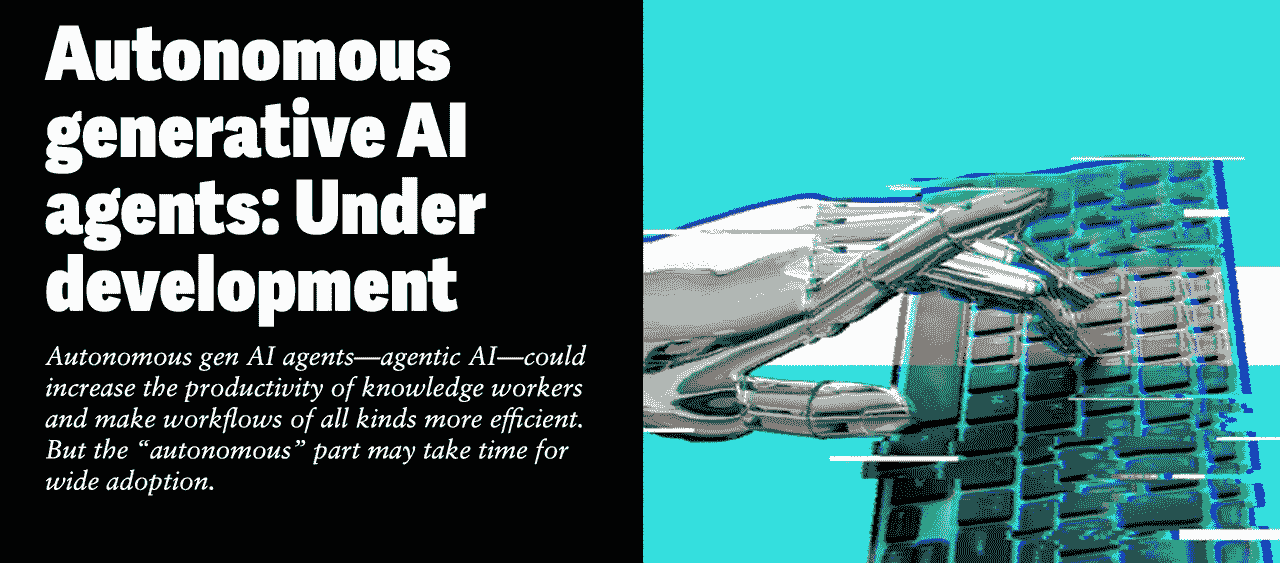 Autonomous
generative AI
agents: Under
development
Autonomous gen AI agents—agentic AI—could
increase the productivity of knowledge workers
and make workflows of all kinds more efficient.
But the “autonomous” part may take time for
wide adoption.